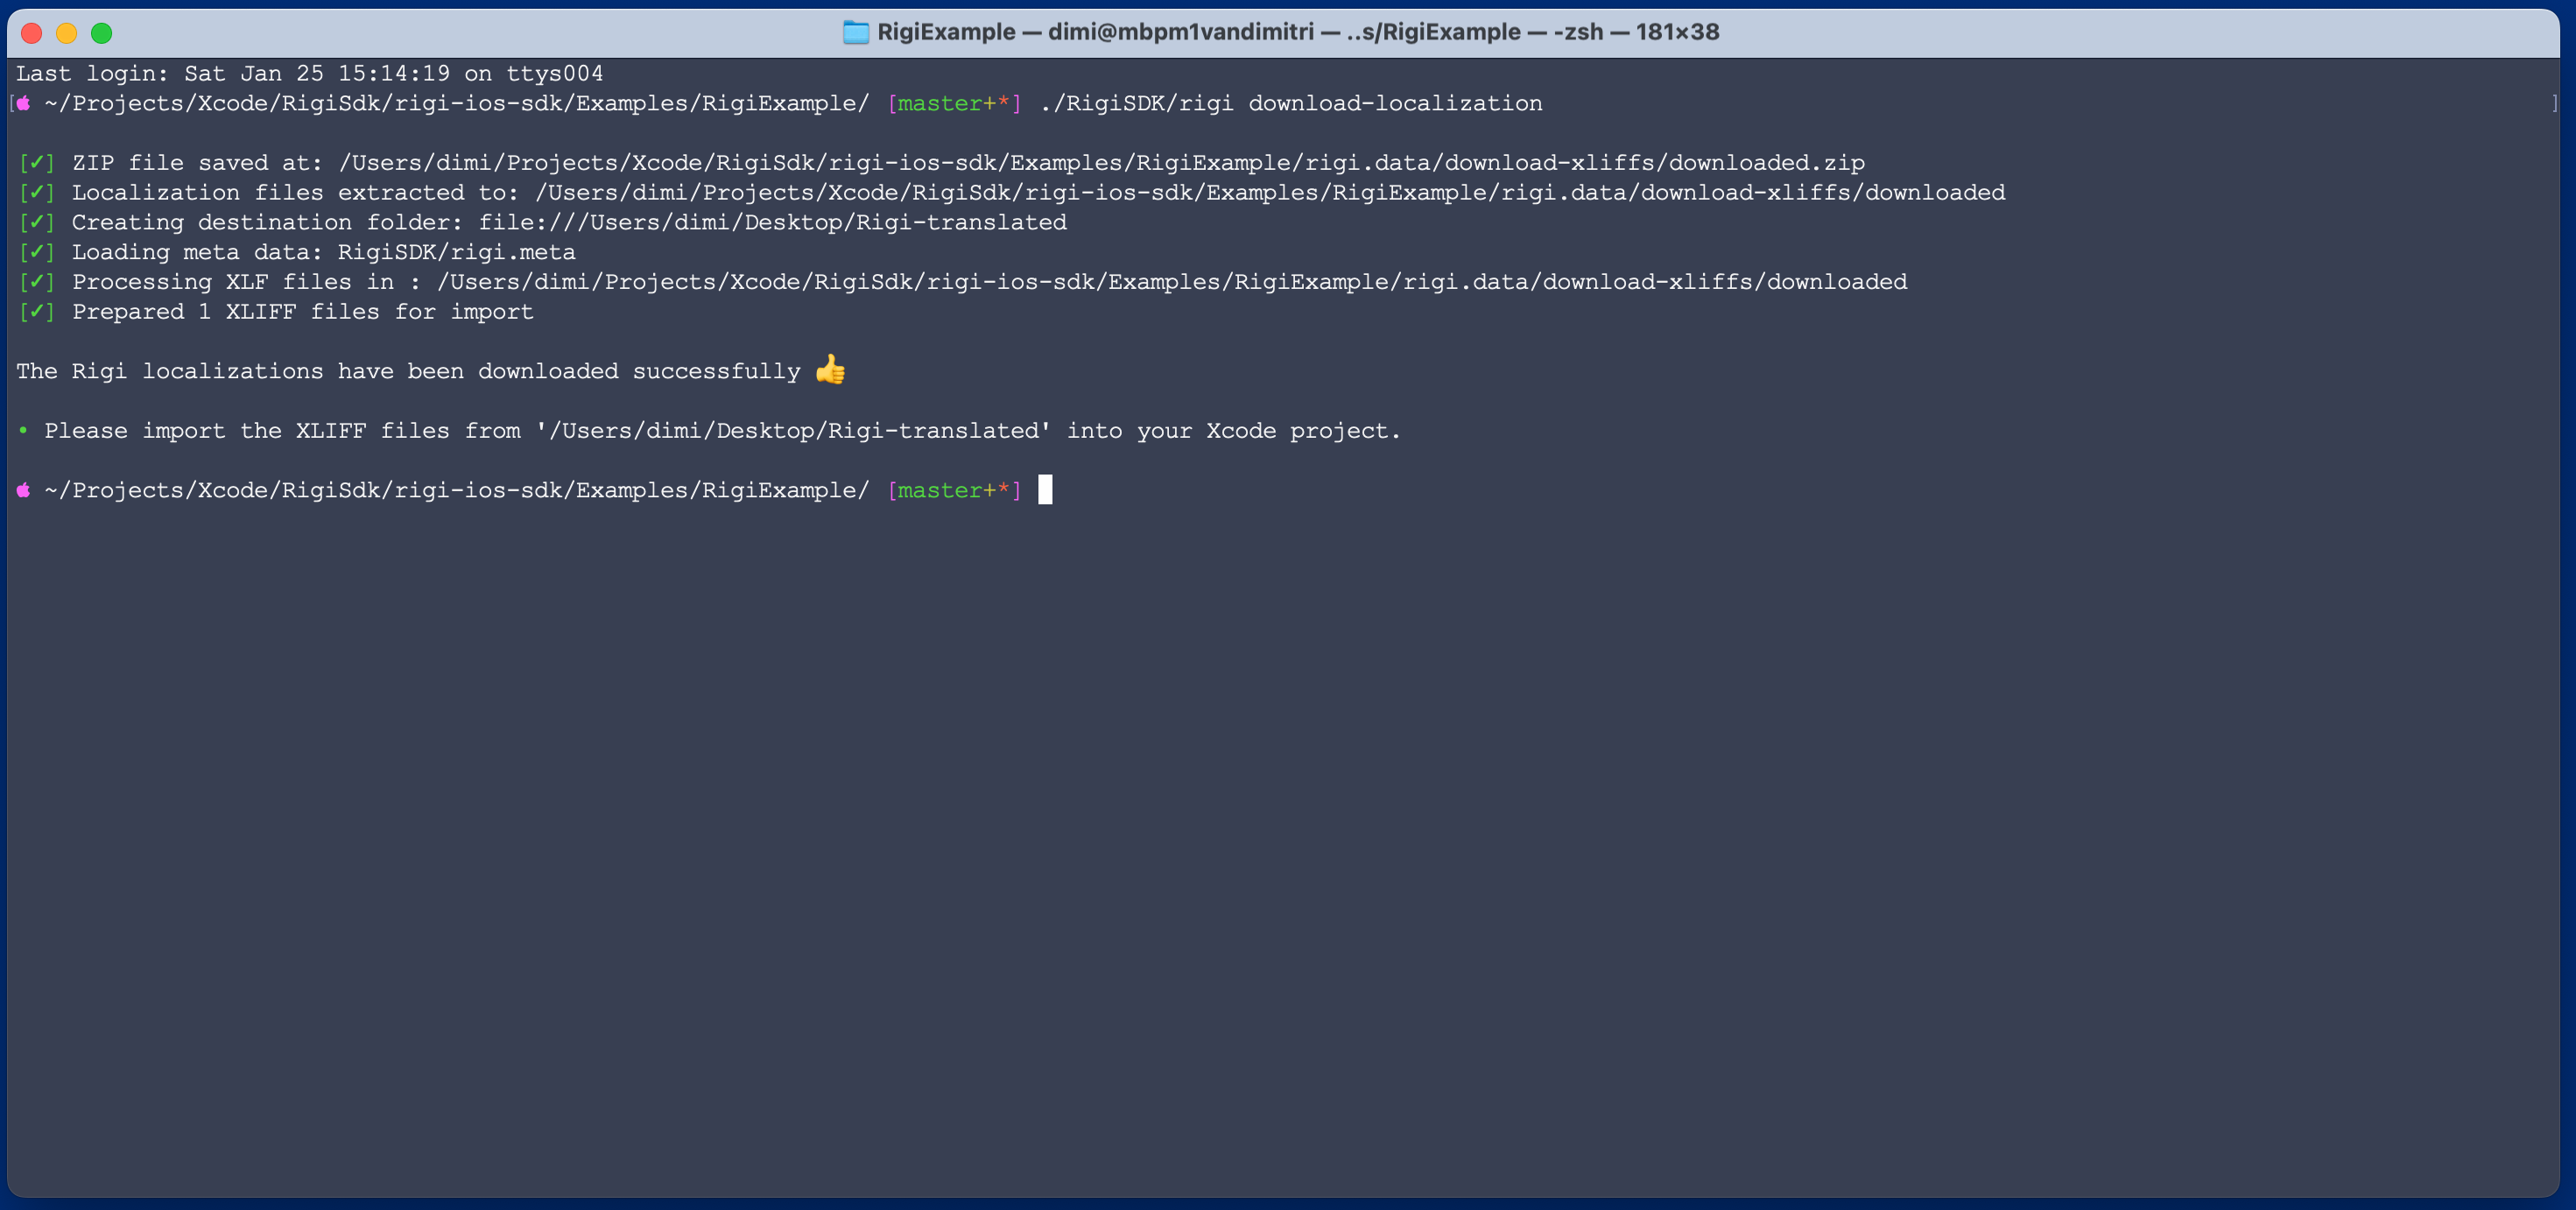 RigiExample — dimi@mbpm1vandimitri — ..s/RigiExample — -zsh — 181×38
Last login: Sat Jan 25 15:14:19 on ttys004
[ ~/Projects/Xcode/RigiSdk/rigi-ios-sdk/Examples/RigiExample/ [master+*] ./RigiSDK/rigi download-localization ]
[✓] ZIP file saved at: /Users/dimi/Projects/Xcode/RigiSdk/rigi-ios-sdk/Examples/RigiExample/rigi.data/download-xliffs/downloaded.zip
[✓] Localization files extracted to: /Users/dimi/Projects/Xcode/RigiSdk/rigi-ios-sdk/Examples/RigiExample/rigi.data/download-xliffs/downloaded
[✓] Creating destination folder: file:///Users/dimi/Desktop/Rigi-translated
[✓] Loading meta data: RigiSDK/rigi.meta
[✓] Processing XLF files in : /Users/dimi/Projects/Xcode/RigiSdk/rigi-ios-sdk/Examples/RigiExample/rigi.data/download-xliffs/downloaded
[✓] Prepared 1 XLIFF files for import
The Rigi localizations have been downloaded successfully 👍
• Please import the XLIFF files from '/Users/dimi/Desktop/Rigi-translated' into your Xcode project.
~/Projects/Xcode/RigiSdk/rigi-ios-sdk/Examples/RigiExample/ [master+*]